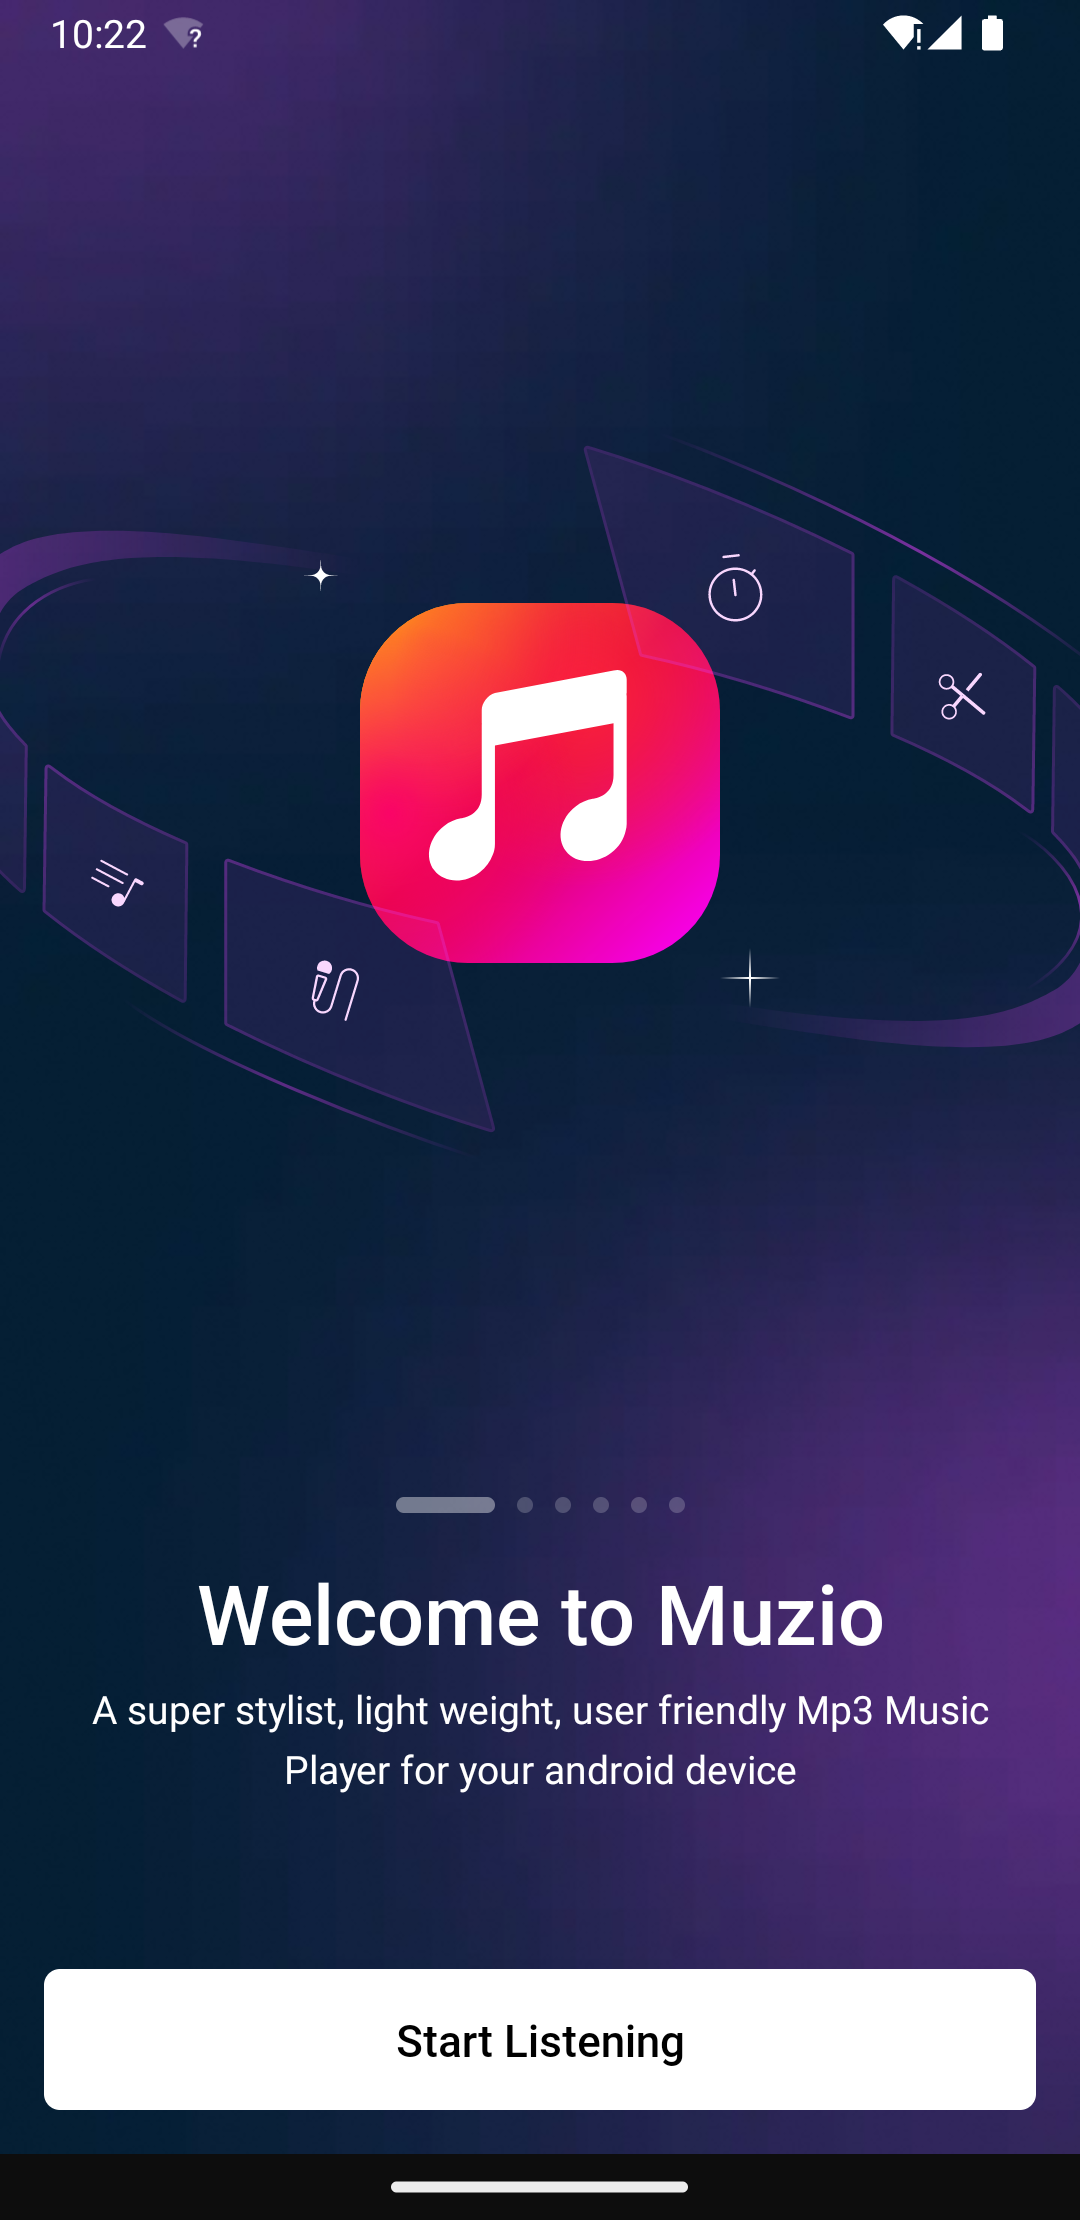 10:22
Welcome to Muzio
A super stylist, light weight, user friendly Mp3 Music
Player for your android device
Start Listening